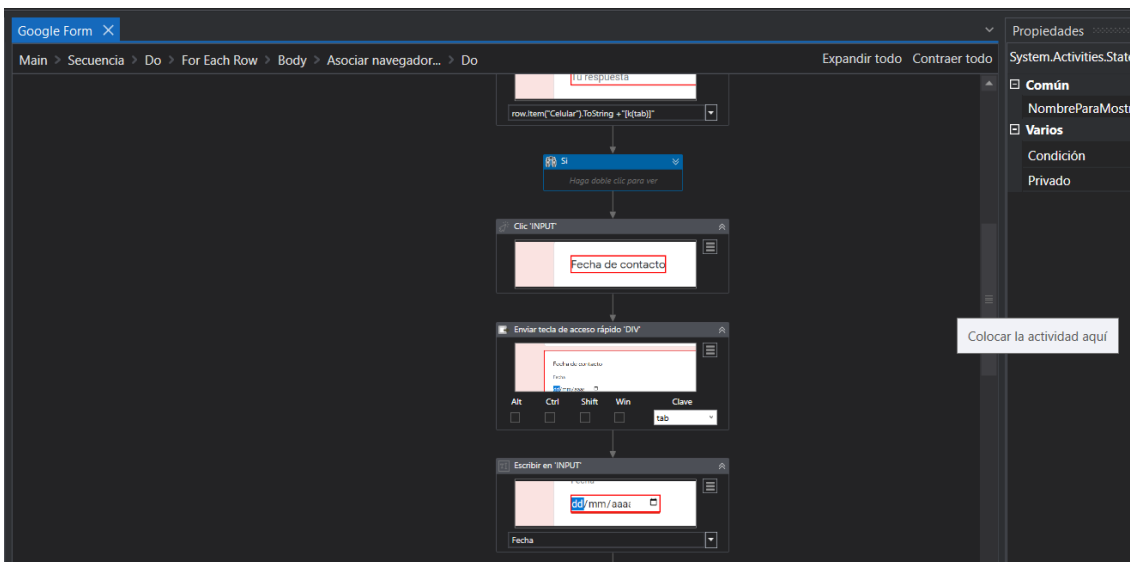 Google Form
Propiedades
Main > Secuencia > Do > For Each Row > Body > Asociar navegador... > Do
Expandir todo Contraer todo
System.Activities.State
Común
NombreParaMostr
Varios
Condición
Privado
Tu respuesta
row.Item("Celular").ToString +"[k(tab)]"
Si
Haga doble clic para ver
Clic 'INPUT'
Fecha de contacto
Enviar tecla de acceso rápido 'DIV'
Fecha de contacto
Fecha
dd/mm/aaaa
Alt Ctrl Shift Win Clave
tab
Colocar la actividad aquí
Escribir en 'INPUT'
Fecha
dd/mm/aaaa
Fecha